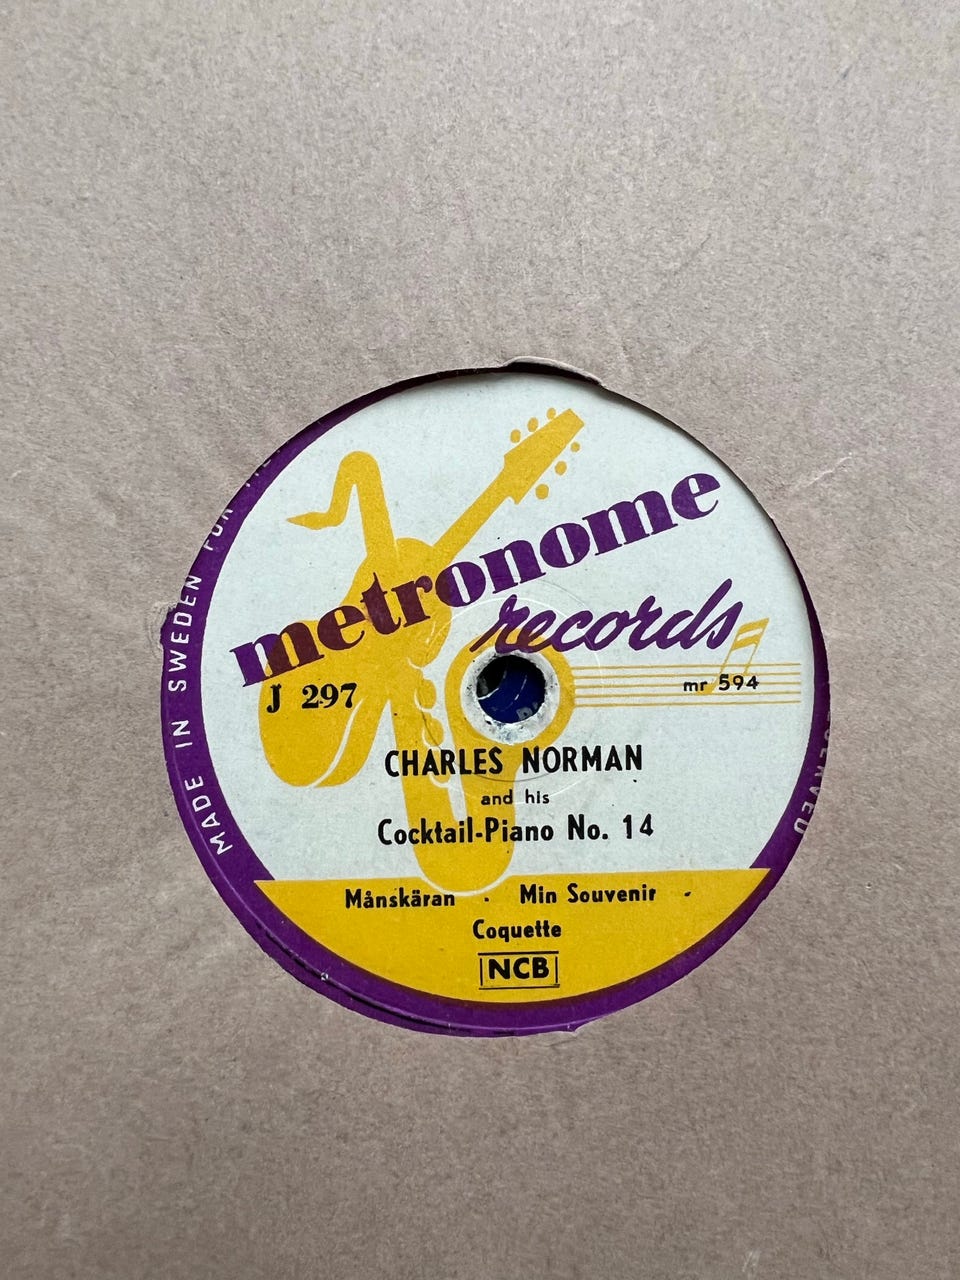 metronome
records
J 297
mr 594
CHARLES NORMAN
and his
Cocktail-Piano No. 14
Månskäran . Min Souvenir -
Coquette
NCB
MADE IN SWEDEN FOR